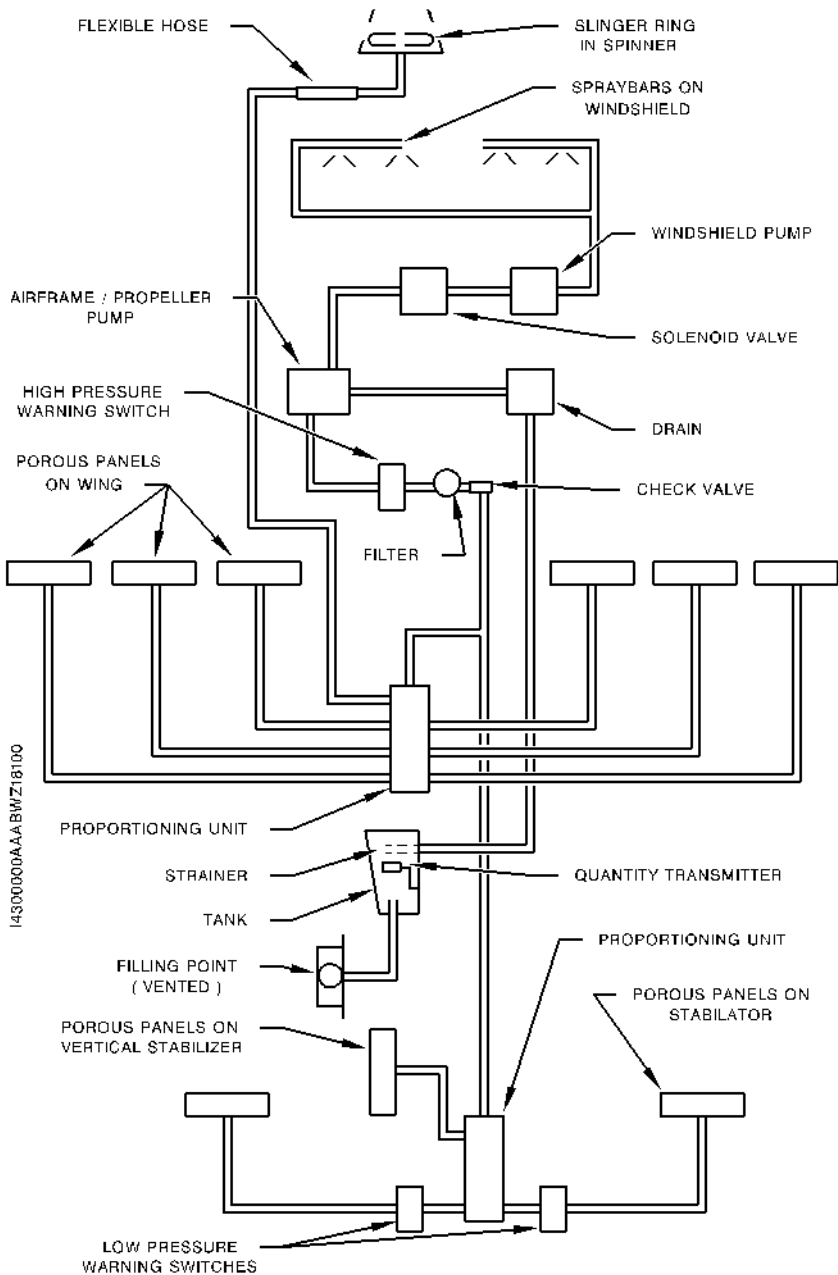 FLEXIBLE HOSE
SLINGER RING
IN SPINNER
SPRAYBARS ON
WINDSHIELD
WINDSHIELD PUMP
AIRFRAME / PROPELLER
PUMP
SOLENOID VALVE
HIGH PRESSURE
WARNING SWITCH
DRAIN
POROUS PANELS
ON WING
CHECK VALVE
FILTER
I4300000AAABWZ18100
PROPORTIONING UNIT
STRAINER
QUANTITY TRANSMITTER
TANK
PROPORTIONING UNIT
FILLING POINT
( VENTED )
POROUS PANELS ON
STABILATOR
POROUS PANELS ON
VERTICAL STABILIZER
LOW PRESSURE
WARNING SWITCHES